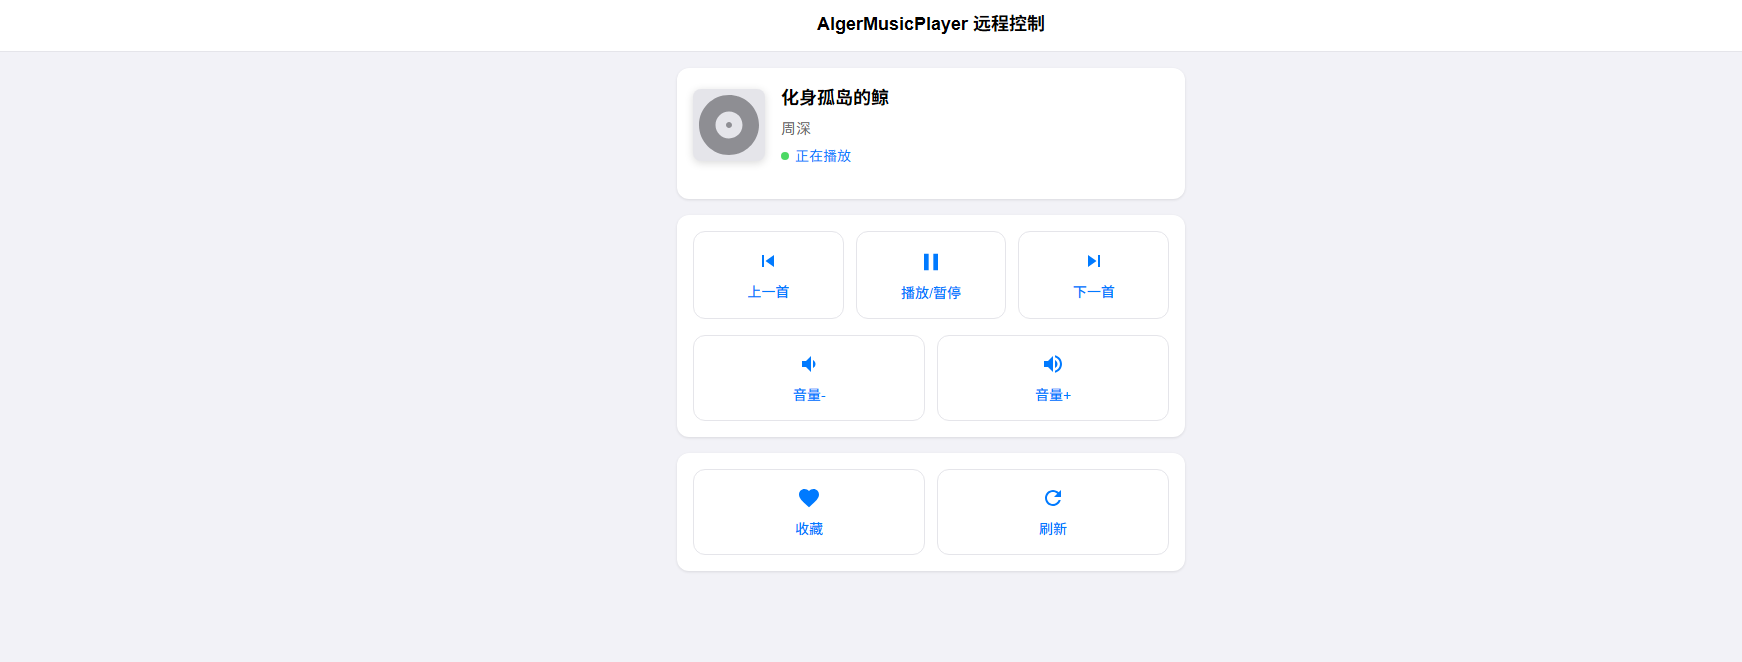 AlgerMusicPlayer 远程控制
化身孤岛的鲸
周深
正在播放
上一首
播放/暂停
下一首
音量-
音量+
收藏
刷新